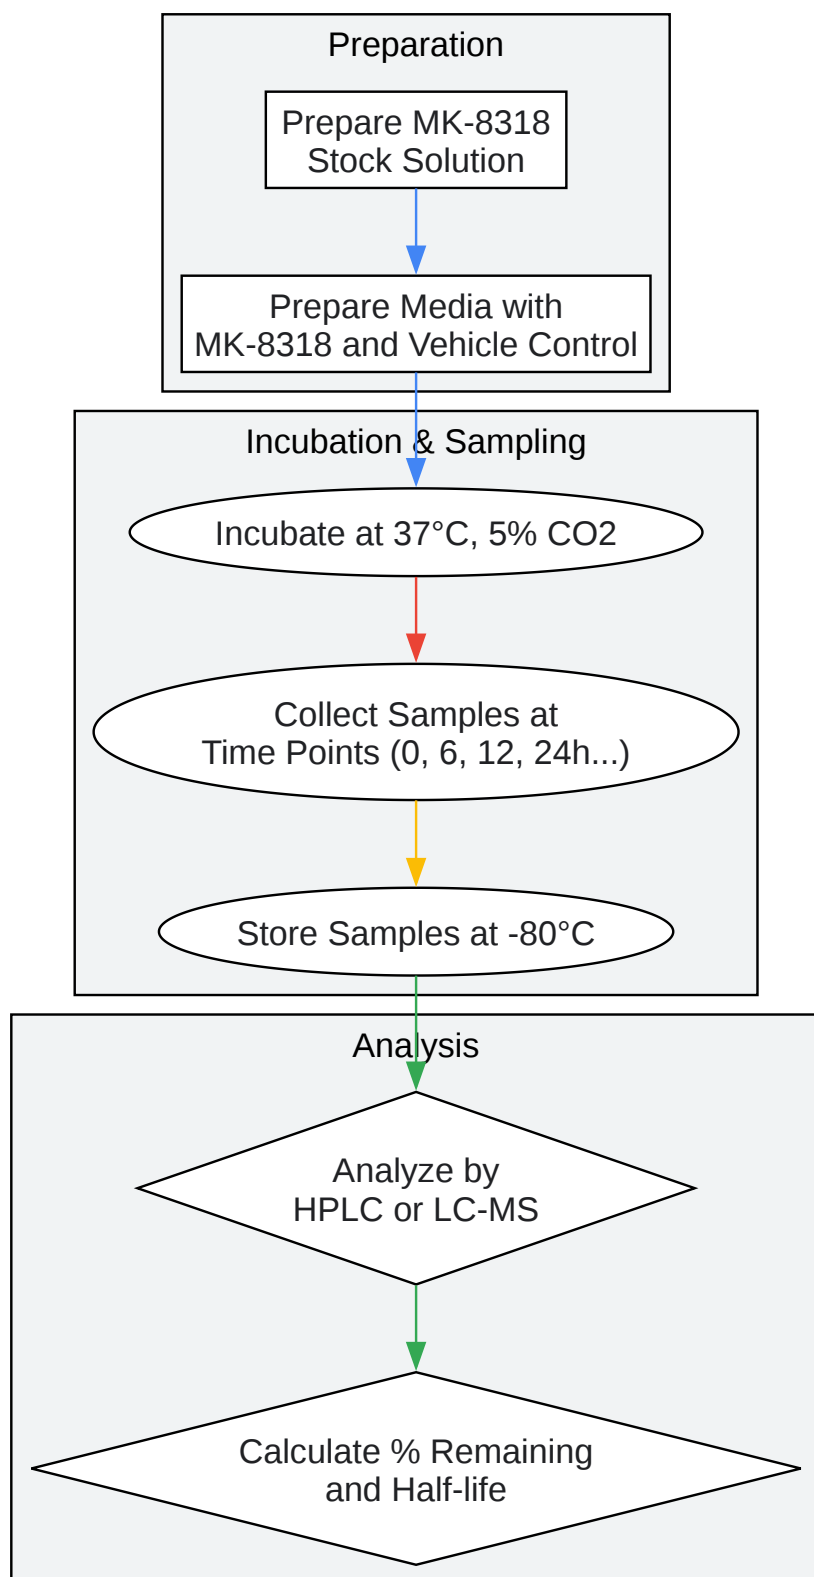 Preparation
Prepare MK-8318
Stock Solution
Prepare Media with
MK-8318 and Vehicle Control
Incubation & Sampling
Incubate at 37°C, 5% CO2
Collect Samples at
Time Points (0, 6, 12, 24h...)
Store Samples at -80°C
Analysis
Analyze by
HPLC or LC-MS
Calculate % Remaining
and Half-life